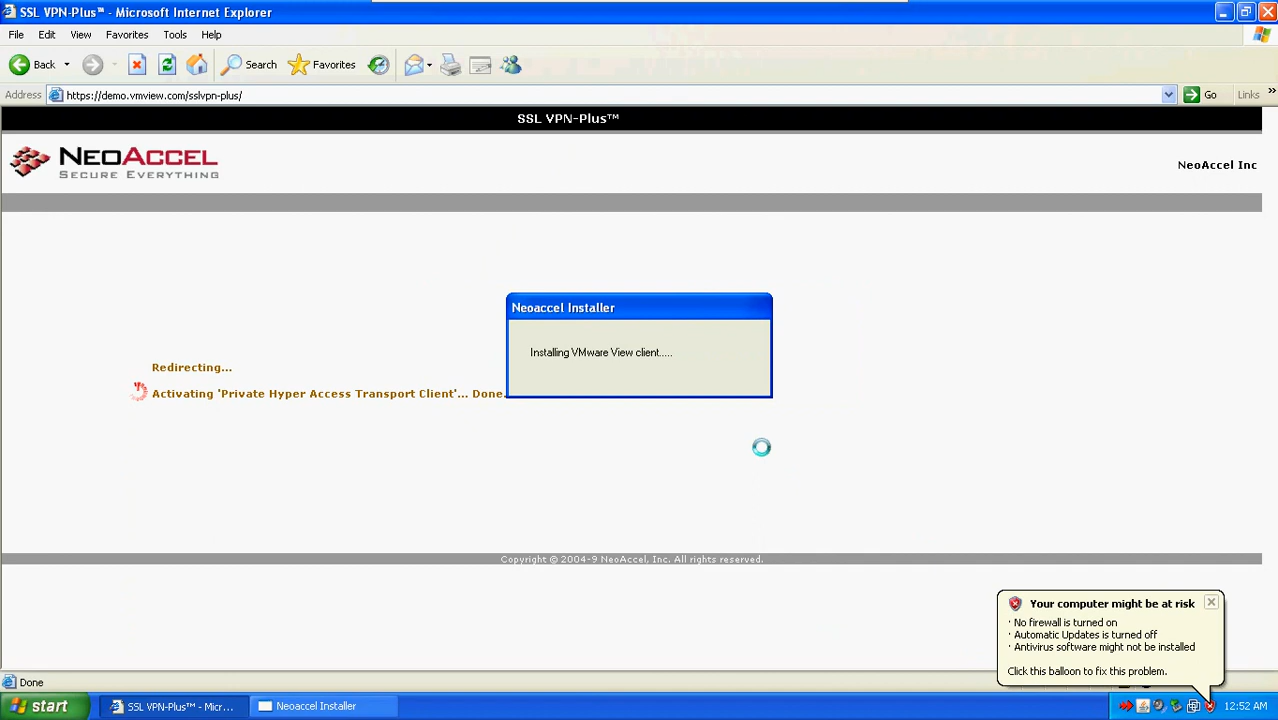 SSL VPN-Plus™ - Microsoft Internet Explorer
File Edit View Favorites Tools Help
Back Search Favorites
Address https://demo.vmview.com/sslvpn-plus/ Go Links »
SSL VPN-Plus™
NEOACCEL
SECURE EVERYTHING
NeoAccel Inc
Neoaccel Installer
Installing VMware View client.....
Redirecting...
Activating 'Private Hyper Access Transport Client'... Done.
Copyright © 2004-9 NeoAccel, Inc. All rights reserved.
Your computer might be at risk
· No firewall is turned on
· Automatic Updates is turned off
· Antivirus software might not be installed
Click this balloon to fix this problem.
Done
start SSL VPN-Plus™ - Micr... Neoaccel Installer 12:52 AM